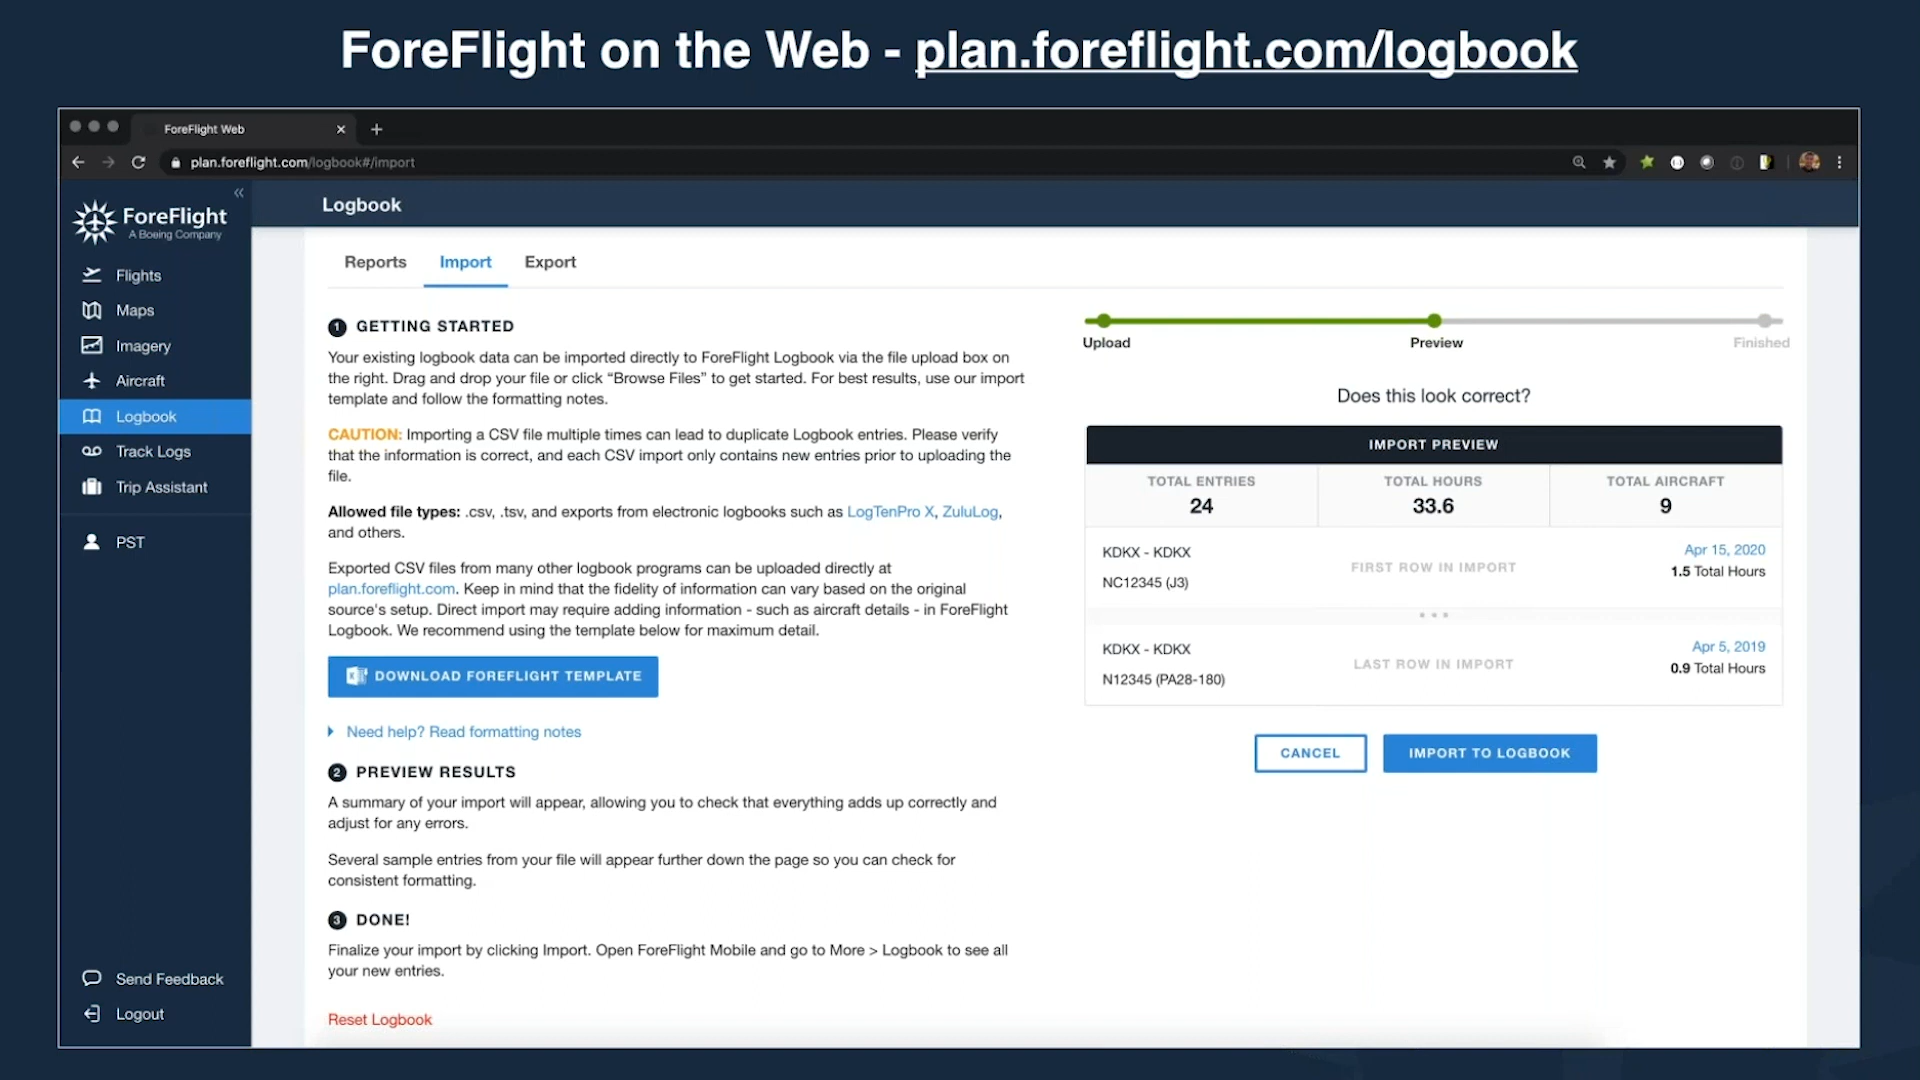 ForeFlight on the Web - plan.foreflight.com/logbook
ForeFlight Web
plan.foreflight.com/logbook#/import
ForeFlight
A Boeing Company
Flights
Maps
Imagery
Aircraft
Logbook
Track Logs
Trip Assistant
PST
Send Feedback
Logout
Logbook
Reports Import Export
1 GETTING STARTED
Your existing logbook data can be imported directly to ForeFlight Logbook via the file upload box on
the right. Drag and drop your file or click “Browse Files” to get started. For best results, use our import
template and follow the formatting notes.
CAUTION: Importing a CSV file multiple times can lead to duplicate Logbook entries. Please verify
that the information is correct, and each CSV import only contains new entries prior to uploading the
file.
Allowed file types: .csv, .tsv, and exports from electronic logbooks such as LogTenPro X, ZuluLog,
and others.
Exported CSV files from many other logbook programs can be uploaded directly at
plan.foreflight.com. Keep in mind that the fidelity of information can vary based on the original
source's setup. Direct import may require adding information - such as aircraft details - in ForeFlight
Logbook. We recommend using the template below for maximum detail.
DOWNLOAD FOREFLIGHT TEMPLATE
Need help? Read formatting notes
2 PREVIEW RESULTS
A summary of your import will appear, allowing you to check that everything adds up correctly and
adjust for any errors.
Several sample entries from your file will appear further down the page so you can check for
consistent formatting.
3 DONE!
Finalize your import by clicking Import. Open ForeFlight Mobile and go to More > Logbook to see all
your new entries.
Reset Logbook
Upload Preview Finished
Does this look correct?
IMPORT PREVIEW
TOTAL ENTRIES TOTAL HOURS TOTAL AIRCRAFT
24 33.6 9
KDKX - KDKX
NC12345 (J3)
FIRST ROW IN IMPORT
Apr 15, 2020
1.5 Total Hours
KDKX - KDKX
N12345 (PA28-180)
LAST ROW IN IMPORT
Apr 5, 2019
0.9 Total Hours
CANCEL IMPORT TO LOGBOOK